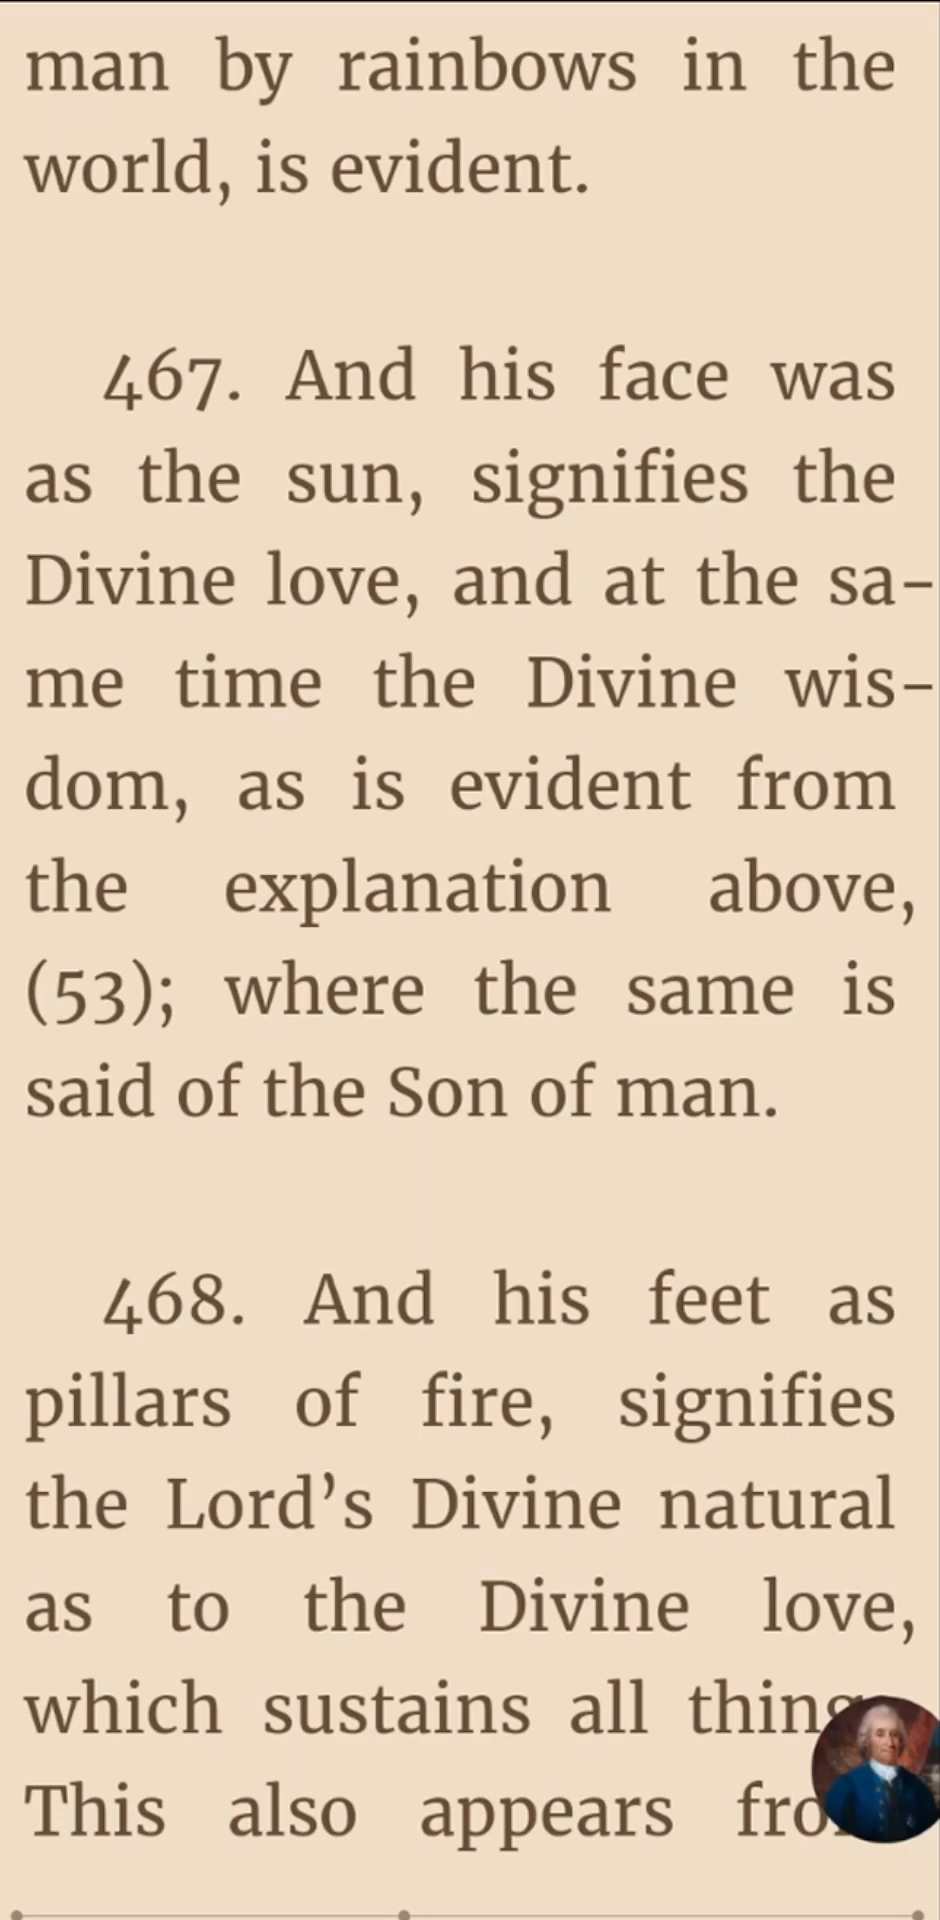 man by rainbows in the
world, is evident.
467. And his face was
as the sun, signifies the
Divine love, and at the sa-
me time the Divine wis-
dom, as is evident from
the explanation above,
(53); where the same is
said of the Son of man.
468. And his feet as
pillars of fire, signifies
the Lord’s Divine natural
as to the Divine love,
which sustains all
This also appears